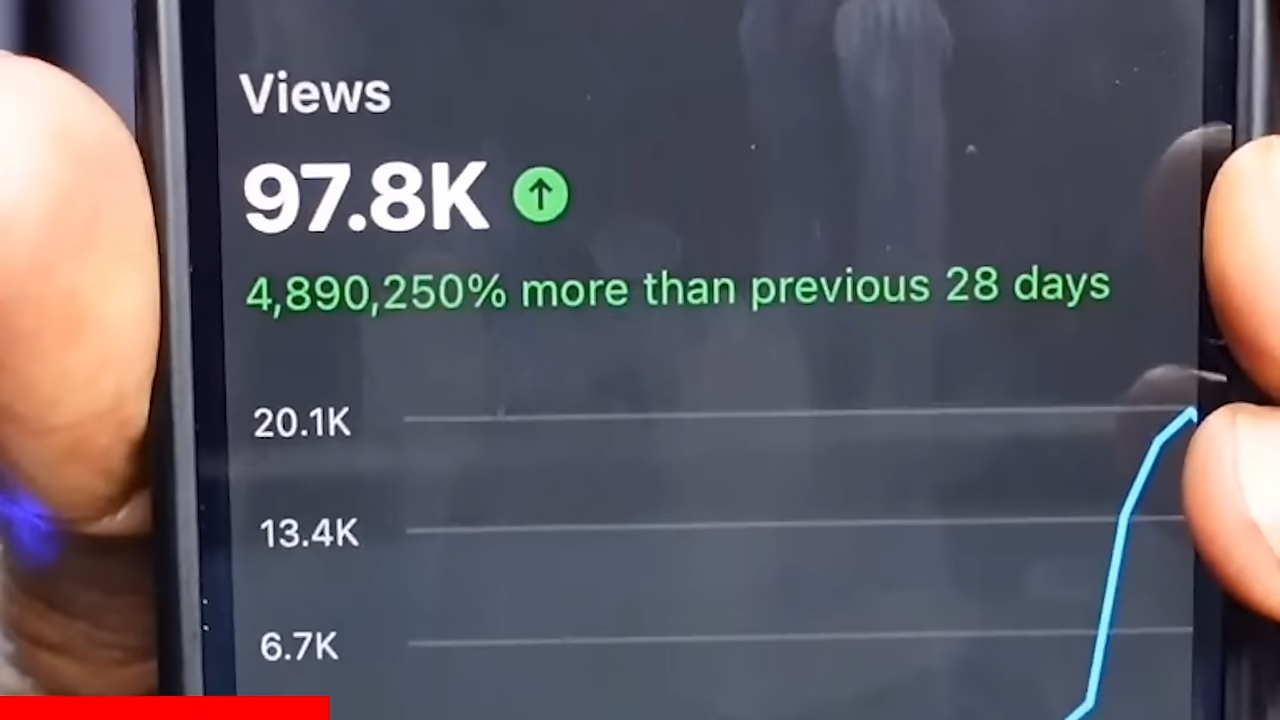 Views
97.8K
4,890,250% more than previous 28 days
20.1K
13.4K
6.7K